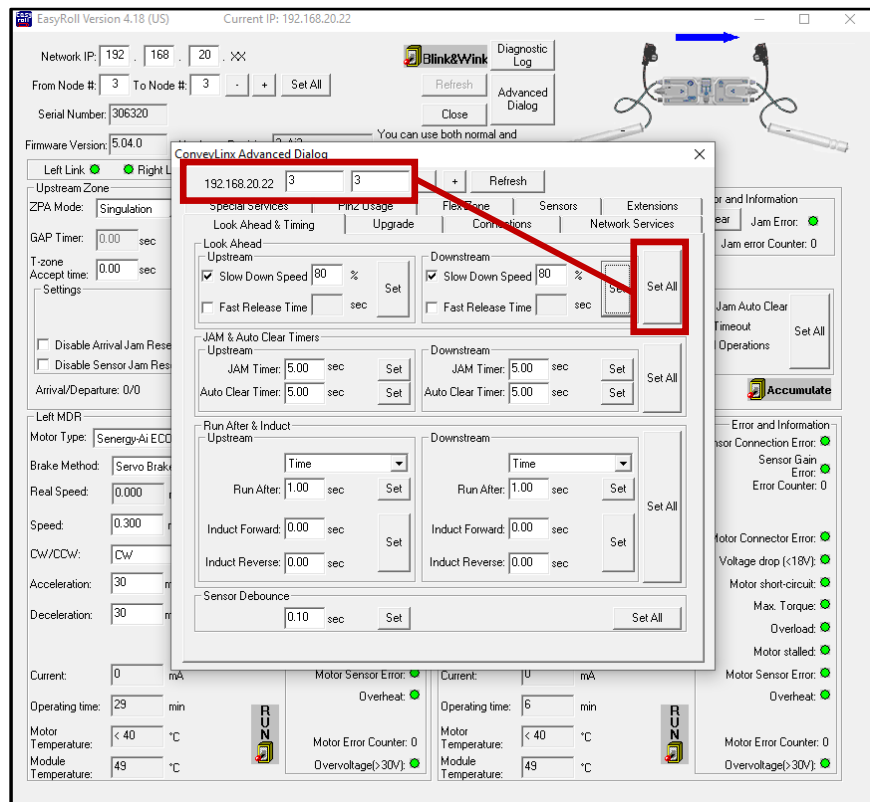 EasyRoll Version 4.18 (US) Current IP: 192.168.20.22
Network IP: 192 . 168 . 20 . XX
Blink&Wink
Diagnostic Log
From Node #: 3 To Node #: 3 - + Set All
Refresh
Advanced Dialog
Serial Number: 306320
Close
Firmware Version: 5.04.0
You can use both normal and
Left Link Right L
ConveyLinx Advanced Dialog
192.168.20.22 3 3 + Refresh
Special Services Pin2 Usage Flex Zone Sensors Extensions
Look Ahead & Timing Upgrade Connections Network Services
Upstream Zone
ZPA Mode: Singulation
GAP Timer: 0.00 sec
T-zone Accept time: 0.00 sec
Settings
Disable Arrival Jam Rese
Disable Sensor Jam Res
Arrival/Departure: 0/0
Look Ahead
Upstream
Slow Down Speed 80 %
Set
Fast Release Time sec
Downstream
Slow Down Speed 80 %
Set
Fast Release Time sec
Set All
JAM & Auto Clear Timers
Upstream
JAM Timer: 5.00 sec Set
Auto Clear Timer: 5.00 sec Set
Downstream
JAM Timer: 5.00 sec Set
Auto Clear Timer: 5.00 sec Set
Set All
Run After & Induct
Upstream
Time
Run After: 1.00 sec Set
Induct Forward: 0.00 sec
Set
Induct Reverse: 0.00 sec
Downstream
Time
Run After: 1.00 sec Set
Induct Forward: 0.00 sec
Set
Induct Reverse: 0.00 sec
Set All
Sensor Debounce
0.10 sec Set
Set All
or and Information
ear Jam Error:
Jam error Counter: 0
Jam Auto Clear
Timeout
Operations
Set All
Accumulate
Left MDR
Motor Type: Senergy-Ai ECO
Brake Method: Servo Brake
Real Speed: 0.000
Speed: 0.300
CW/CCW: CW
Acceleration: 30 m
Deceleration: 30 m
Current: 0 mA
Operating time: 29 min
Motor Temperature: < 40 °C
Module Temperature: 49 °C
RUN
Motor Sensor Error:
Overheat:
Motor Error Counter: 0
Overvoltage(>30V):
Current: 0 mA
Operating time: 6 min
Motor Temperature: < 40 °C
Module Temperature: 49 °C
RUN
Error and Information
sor Connection Error:
Sensor Gain Error:
Error Counter: 0
Motor Connector Error:
Voltage drop (<18V):
Motor short-circuit:
Max. Torque:
Overload:
Motor stalled:
Motor Sensor Error:
Overheat:
Motor Error Counter: 0
Overvoltage(>30V):